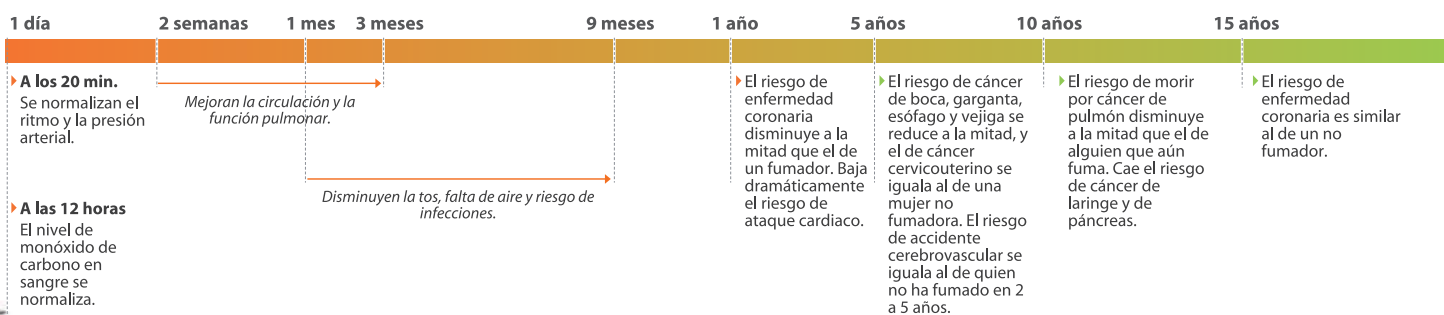 1 día
2 semanas
1 mes
3 meses
9 meses
1 año
5 años
10 años
15 años
A los 20 min.
Se normalizan el
ritmo y la presión
arterial.
A las 12 horas
El nivel de
monóxido de
carbono en
sangre se
normaliza.
Mejoran la circulación y la
función pulmonar.
Disminuyen la tos, falta de aire y riesgo de
infecciones.
El riesgo de
enfermedad
coronaria
disminuye a la
mitad que el de
un fumador. Baja
dramáticamente
el riesgo de
ataque cardiaco.
El riesgo de cáncer
de boca, garganta,
esófago y vejiga se
reduce a la mitad, y
el de cáncer
cervicouterino se
iguala al de una
mujer no
fumadora. El riesgo
de accidente
cerebrovascular se
iguala al de quien
no ha fumado en 2
a 5 años.
El riesgo de morir
por cáncer de
pulmón disminuye
a la mitad que el de
alguien que aún
fuma. Cae el riesgo
de cáncer de
laringe y de
páncreas.
El riesgo de
enfermedad
coronaria es similar
al de un no
fumador.